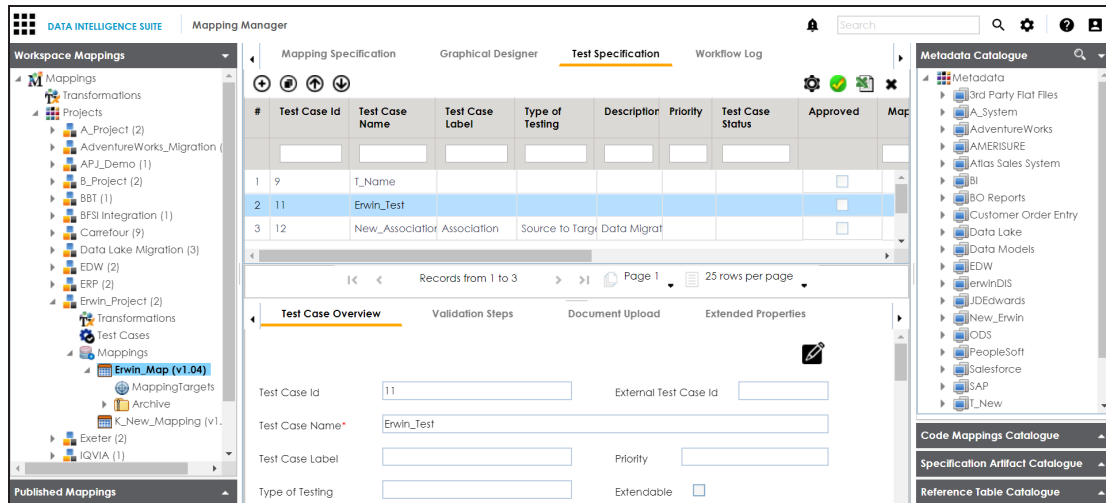 DATA INTELLIGENCE SUITE Mapping Manager Search
Workspace Mappings
Mappings
Transformations
Projects
A_Project (2)
AdventureWorks_Migration (
APJ_Demo (1)
B_Project (2)
BBT (1)
BFSI Integration (1)
Carrefour (9)
Data Lake Migration (3)
EDW (2)
ERP (2)
Erwin_Project (2)
Transformations
Test Cases
Mappings
Erwin_Map (v1.04)
MappingTargets
Archive
K_New_Mapping (v1.
Exeter (2)
IQVIA (1)
Published Mappings
Mapping Specification Graphical Designer Test Specification Workflow Log
# Test Case Id Test Case Name Test Case Label Type of Testing Description Priority Test Case Status Approved Map
1 9 T_Name
2 11 Erwin_Test
3 12 New_Association Association Source to Targe Data Migrat
Records from 1 to 3 Page 1 25 rows per page
Test Case Overview Validation Steps Document Upload Extended Properties
Test Case Id 11 External Test Case Id
Test Case Name* Erwin_Test
Test Case Label Priority
Type of Testing Extendable
Metadata Catalogue
Metadata
3rd Party Flat Files
A_System
AdventureWorks
AMERISURE
Atlas Sales System
BI
BO Reports
Customer Order Entry
Data Lake
Data Models
EDW
erwinDIS
JDEdwards
New_Erwin
ODS
PeopleSoft
Salesforce
SAP
T_New
Code Mappings Catalogue
Specification Artifact Catalogue
Reference Table Catalogue